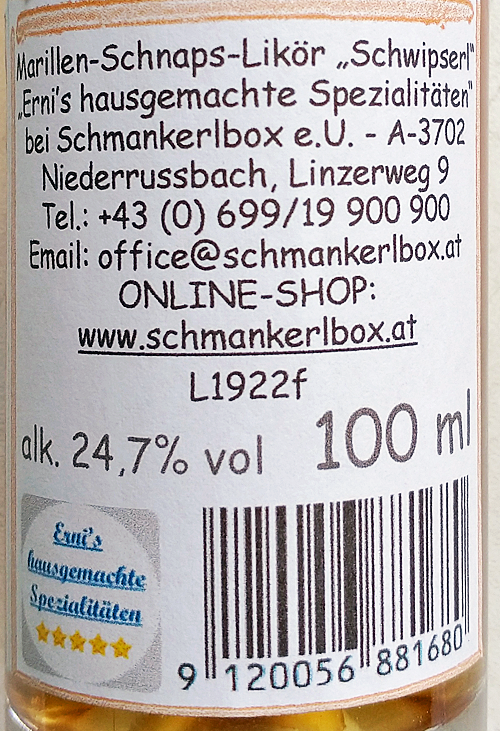 Marillen-Schnaps-Likör „Schwipserl"
„Erni's hausgemachte Spezialitäten"
bei Schmankerlbox e.U. - A-3702
Niederrussbach, Linzerweg 9
Tel.: +43 (0) 699/19 900 900
Email: office@schmankerlbox.at
ONLINE-SHOP:
www.schmankerlbox.at
L1922f
alk. 24,7% vol 100 ml
Erni's
hausgemachte
Spezialitäten
9 120056 881680